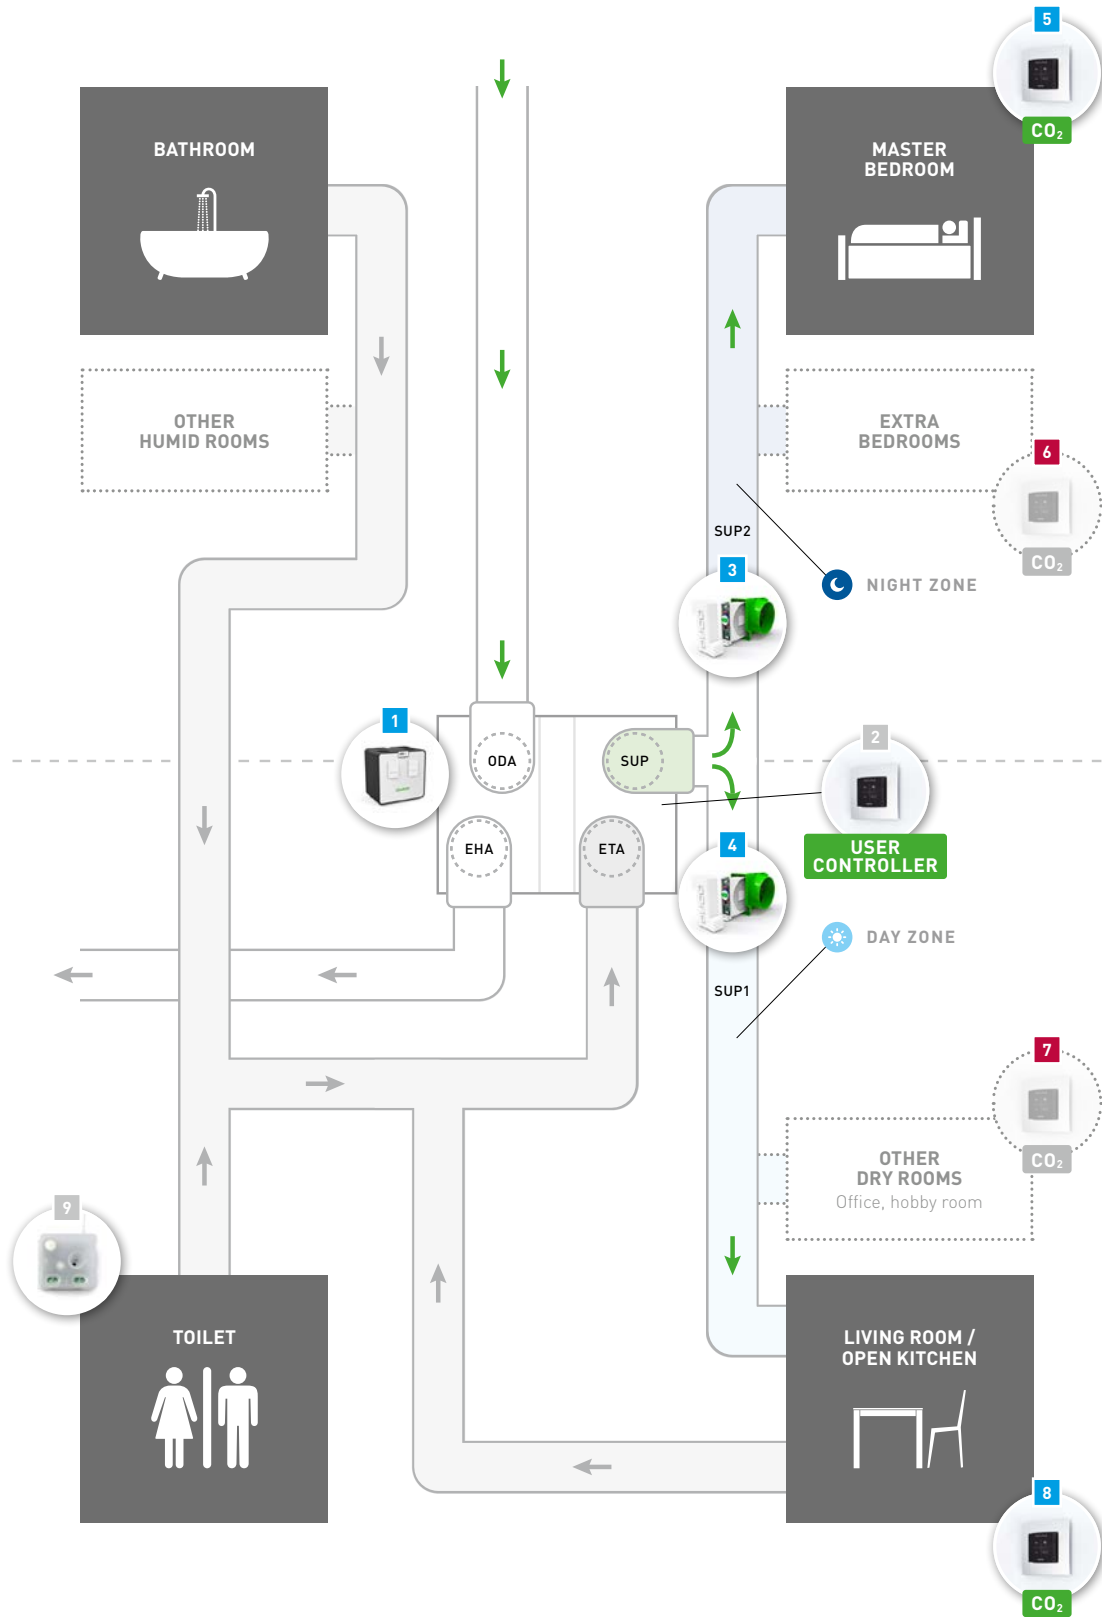 5
CO₂
BATHROOM
MASTER
BEDROOM
OTHER
HUMID ROOMS
EXTRA
BEDROOMS
6
CO₂
SUP2
3
NIGHT ZONE
1
2
ODA
SUP
EHA
ETA
4
USER
CONTROLLER
DAY ZONE
SUP1
7
CO₂
OTHER
DRY ROOMS
Office, hobby room
9
TOILET
LIVING ROOM /
OPEN KITCHEN
8
CO₂